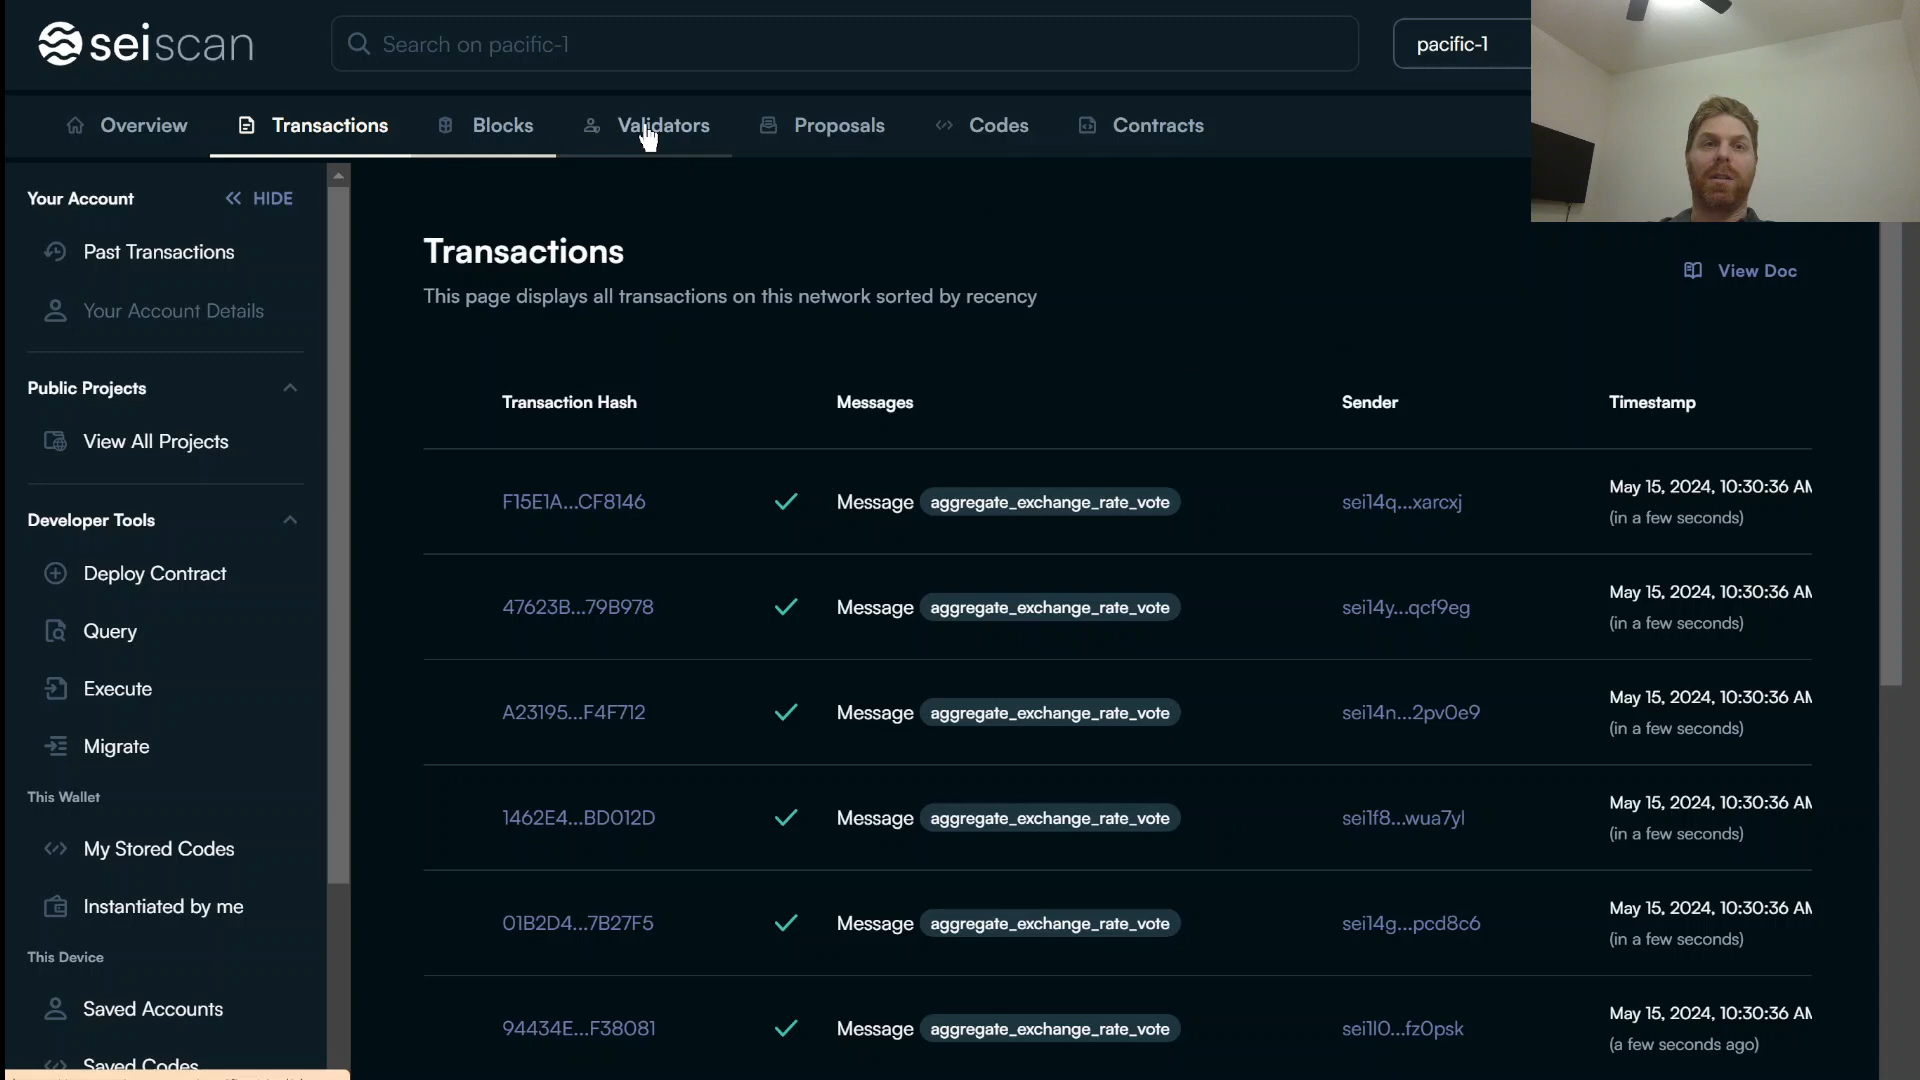 seiscan
Search on pacific-1
pacific-1
Overview
Transactions
Blocks
Validators
Proposals
Codes
Contracts
Your Account
HIDE
Past Transactions
Your Account Details
Public Projects
View All Projects
Developer Tools
Deploy Contract
Query
Execute
Migrate
This Wallet
My Stored Codes
Instantiated by me
This Device
Saved Accounts
Saved Codes
Transactions
This page displays all transactions on this network sorted by recency
View Doc
Transaction Hash Messages Sender Timestamp
F15E1A...CF8146 Message aggregate_exchange_rate_vote sei14q...xarcxj May 15, 2024, 10:30:36 AM
(in a few seconds)
47623B...79B978 Message aggregate_exchange_rate_vote sei14y...qcf9eg May 15, 2024, 10:30:36 AM
(in a few seconds)
A23195...F4F712 Message aggregate_exchange_rate_vote sei14n...2pv0e9 May 15, 2024, 10:30:36 AM
(in a few seconds)
1462E4...BD012D Message aggregate_exchange_rate_vote sei1f8...wua7yl May 15, 2024, 10:30:36 AM
(in a few seconds)
01B2D4...7B27F5 Message aggregate_exchange_rate_vote sei14g...pcd8c6 May 15, 2024, 10:30:36 AM
(in a few seconds)
94434E...F38081 Message aggregate_exchange_rate_vote sei1l0...fz0psk May 15, 2024, 10:30:36 AM
(a few seconds ago)